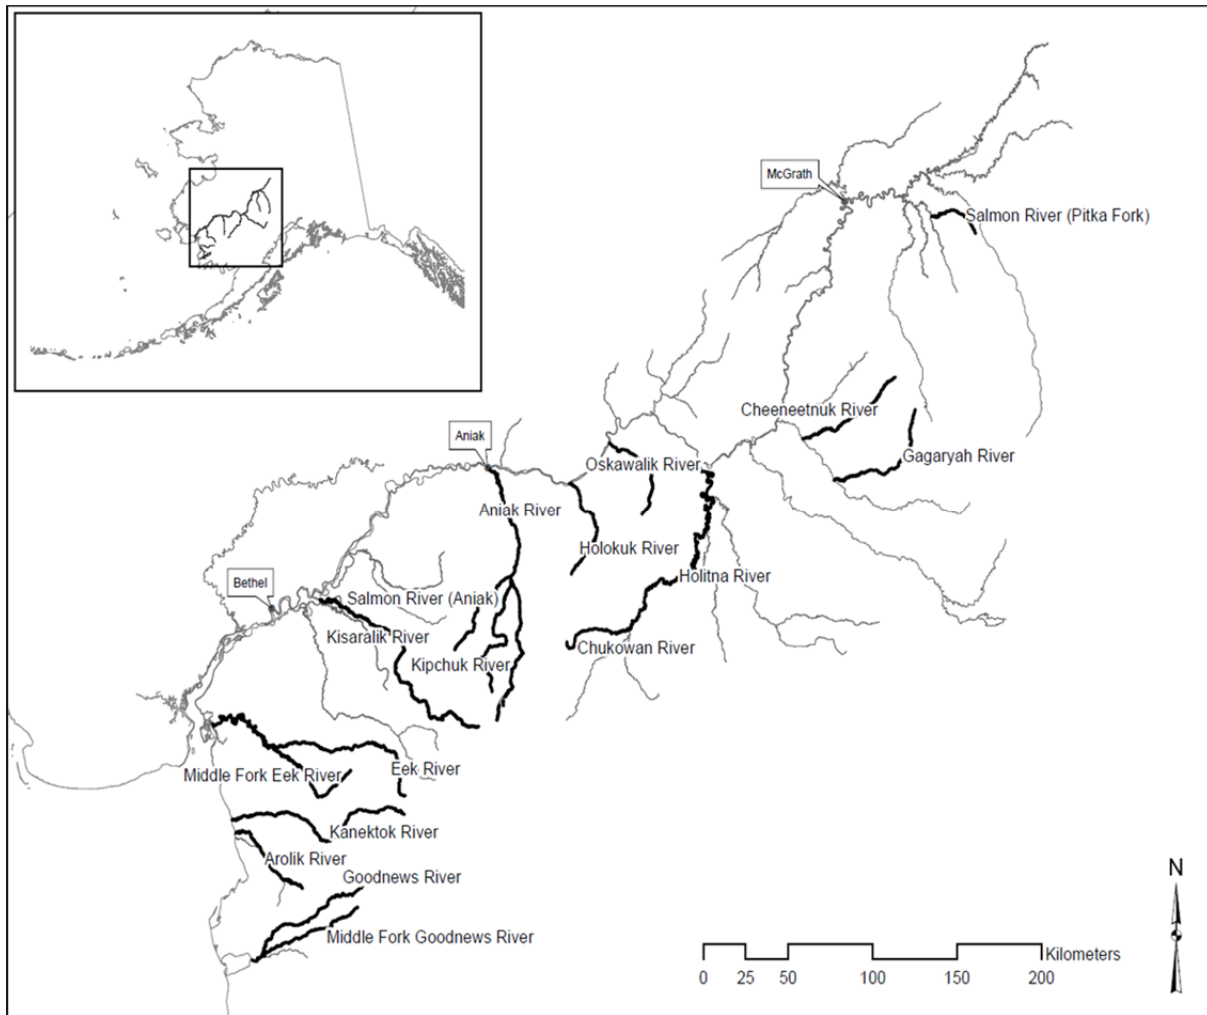 McGrath
Salmon River (Pitka Fork)
Cheeneetnuk River
Aniak
Gagaryah River
Oskawalik River
Aniak River
Holokuk River
Holitna River
Bethel
Salmon River (Aniak)
Kisaralik River
Chukowan River
Kipchuk River
Eek River
Middle Fork Eek River
Kanektok River
Arolik River
Goodnews River
Middle Fork Goodnews River
N
Kilometers
0 25 50 100 150 200